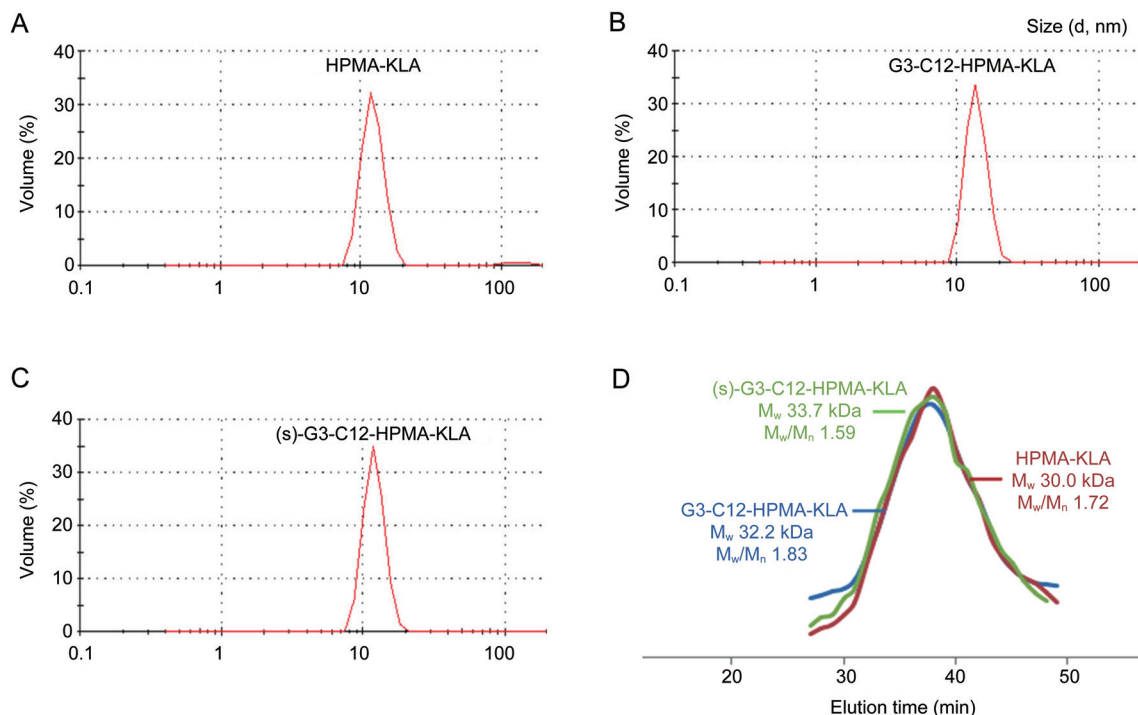 A
HPMA-KLA
Volume (%)
40
30
20
10
0
0.1
1
10
100
B
Size (d, nm)
G3-C12-HPMA-KLA
Volume (%)
40
30
20
10
0
0.1
1
10
100
C
(s)-G3-C12-HPMA-KLA
Volume (%)
40
30
20
10
0
0.1
1
10
100
D
(s)-G3-C12-HPMA-KLA
Mw 33.7 kDa
Mw/Mn 1.59
HPMA-KLA
Mw 30.0 kDa
Mw/Mn 1.72
G3-C12-HPMA-KLA
Mw 32.2 kDa
Mw/Mn 1.83
20
30
40
50
Elution time (min)